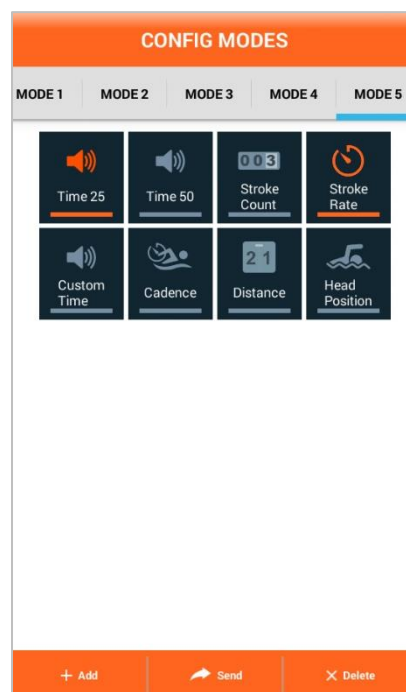 CONFIG MODES
MODE 1 MODE 2 MODE 3 MODE 4 MODE 5
Time 25
Time 50
003
Stroke
Count
Stroke
Rate
Custom
Time
Cadence
21
Distance
Head
Position
+ Add
Send
X Delete